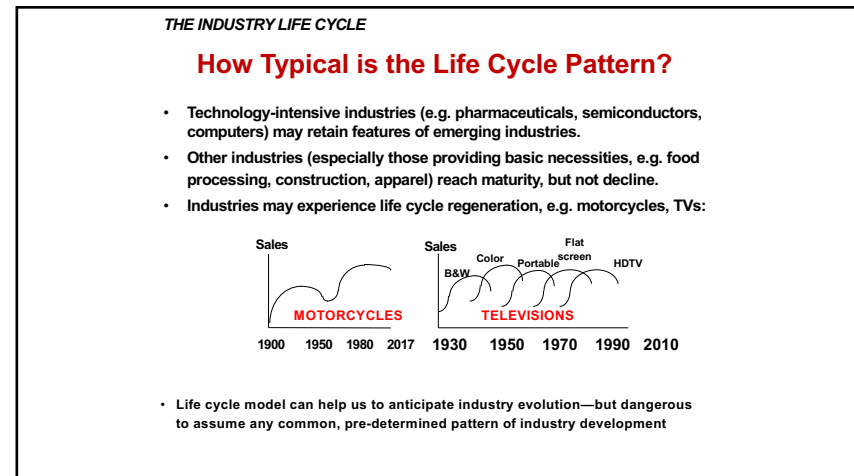 THE INDUSTRY LIFE CYCLE
How Typical is the Life Cycle Pattern?
• Technology-intensive industries (e.g. pharmaceuticals, semiconductors,
computers) may retain features of emerging industries.
• Other industries (especially those providing basic necessities, e.g. food
processing, construction, apparel) reach maturity, but not decline.
• Industries may experience life cycle regeneration, e.g. motorcycles, TVs:
Sales
MOTORCYCLES
1900 1950 1980 2017
Sales
B&W
Color
Portable
Flat
screen
HDTV
TELEVISIONS
1930 1950 1970 1990 2010
• Life cycle model can help us to anticipate industry evolution—but dangerous
to assume any common, pre-determined pattern of industry development